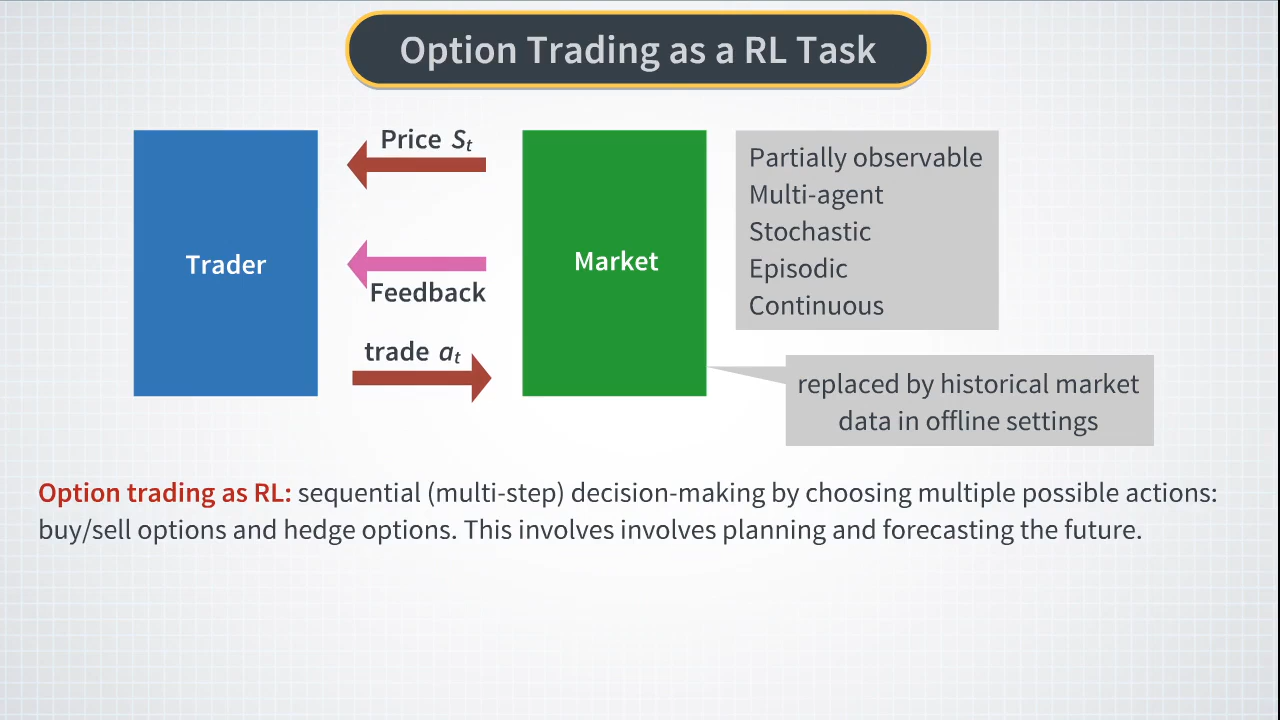 Option Trading as a RL Task
Price Sₜ
Trader
Feedback
trade aₜ
Market
Partially observable
Multi-agent
Stochastic
Episodic
Continuous
replaced by historical market
data in offline settings
Option trading as RL: sequential (multi-step) decision-making by choosing multiple possible actions:
buy/sell options and hedge options. This involves involves planning and forecasting the future.